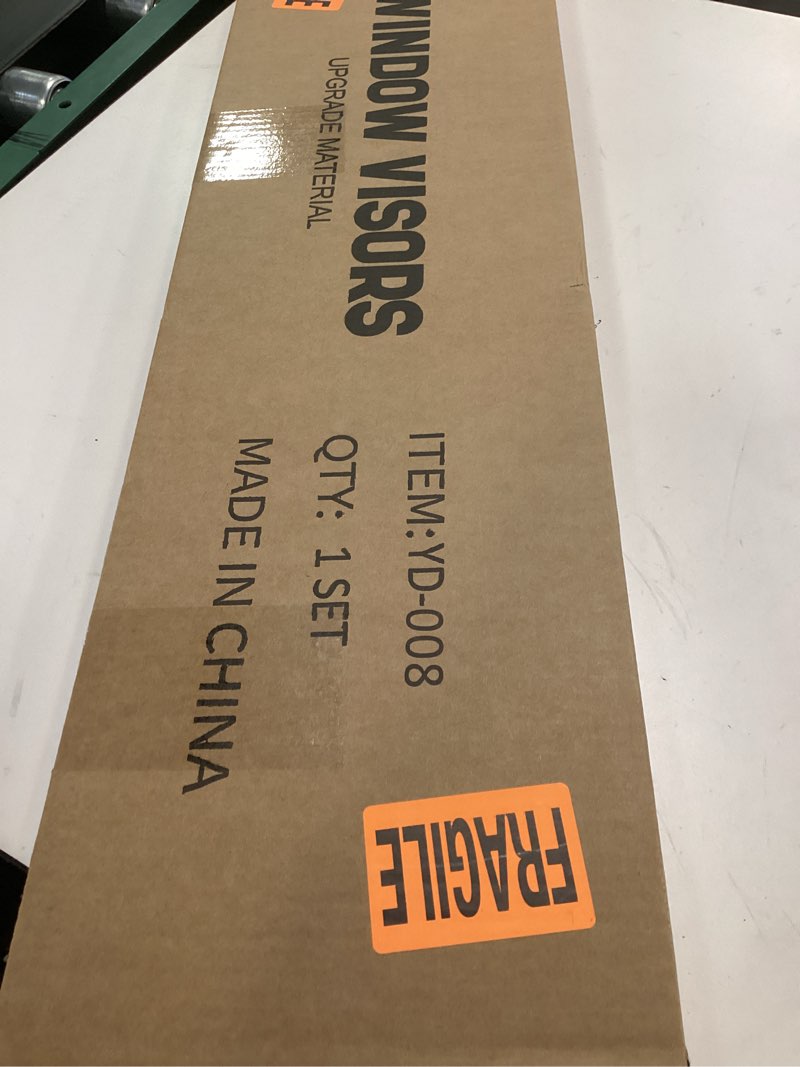 WINDOW VISORS
UPGRADE MATERIAL
ITEM:YD-008
QTY: 1 SET
MADE IN CHINA
FRAGILE